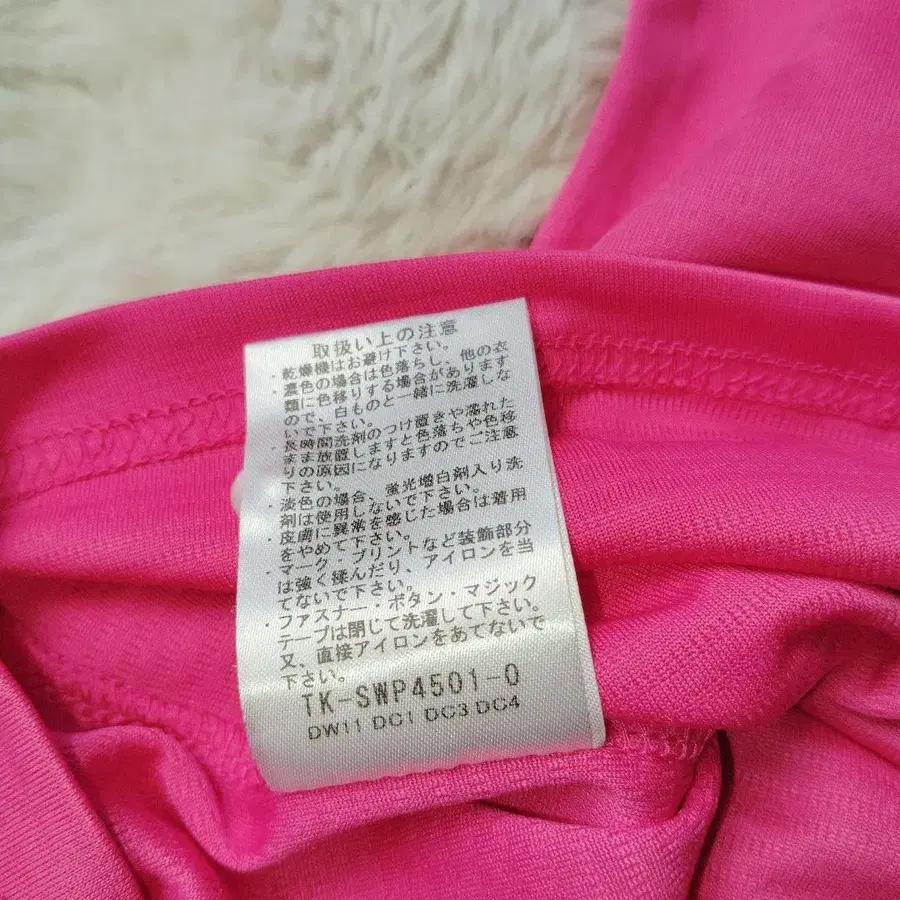 取扱い上の注意
・乾燥機はお避け下さい。
・濃色の場合は色落ちし、他の衣
類に色移りする場合があります
ので、白ものと一緒に洗濯しな
いで下さい。
・長時間洗剤のつけ置きや濡れた
まま放置しますと色落ちや色移
りの原因になりますのでご注意
下さい。
・淡色の場合、蛍光増白剤入り洗
剤は使用しないで下さい。
・皮膚に異常を感じた場合は着用
をやめて下さい。
・マーク・プリントなど装飾部分
は強く揉んだり、アイロンを当
てないで下さい。
・ファスナー・ボタン・マジック
テープは閉じて洗濯して下さい。
又、直接アイロンをあてないで
下さい。
TK-SWP4501-0
DW11 DC1 DC3 DC4